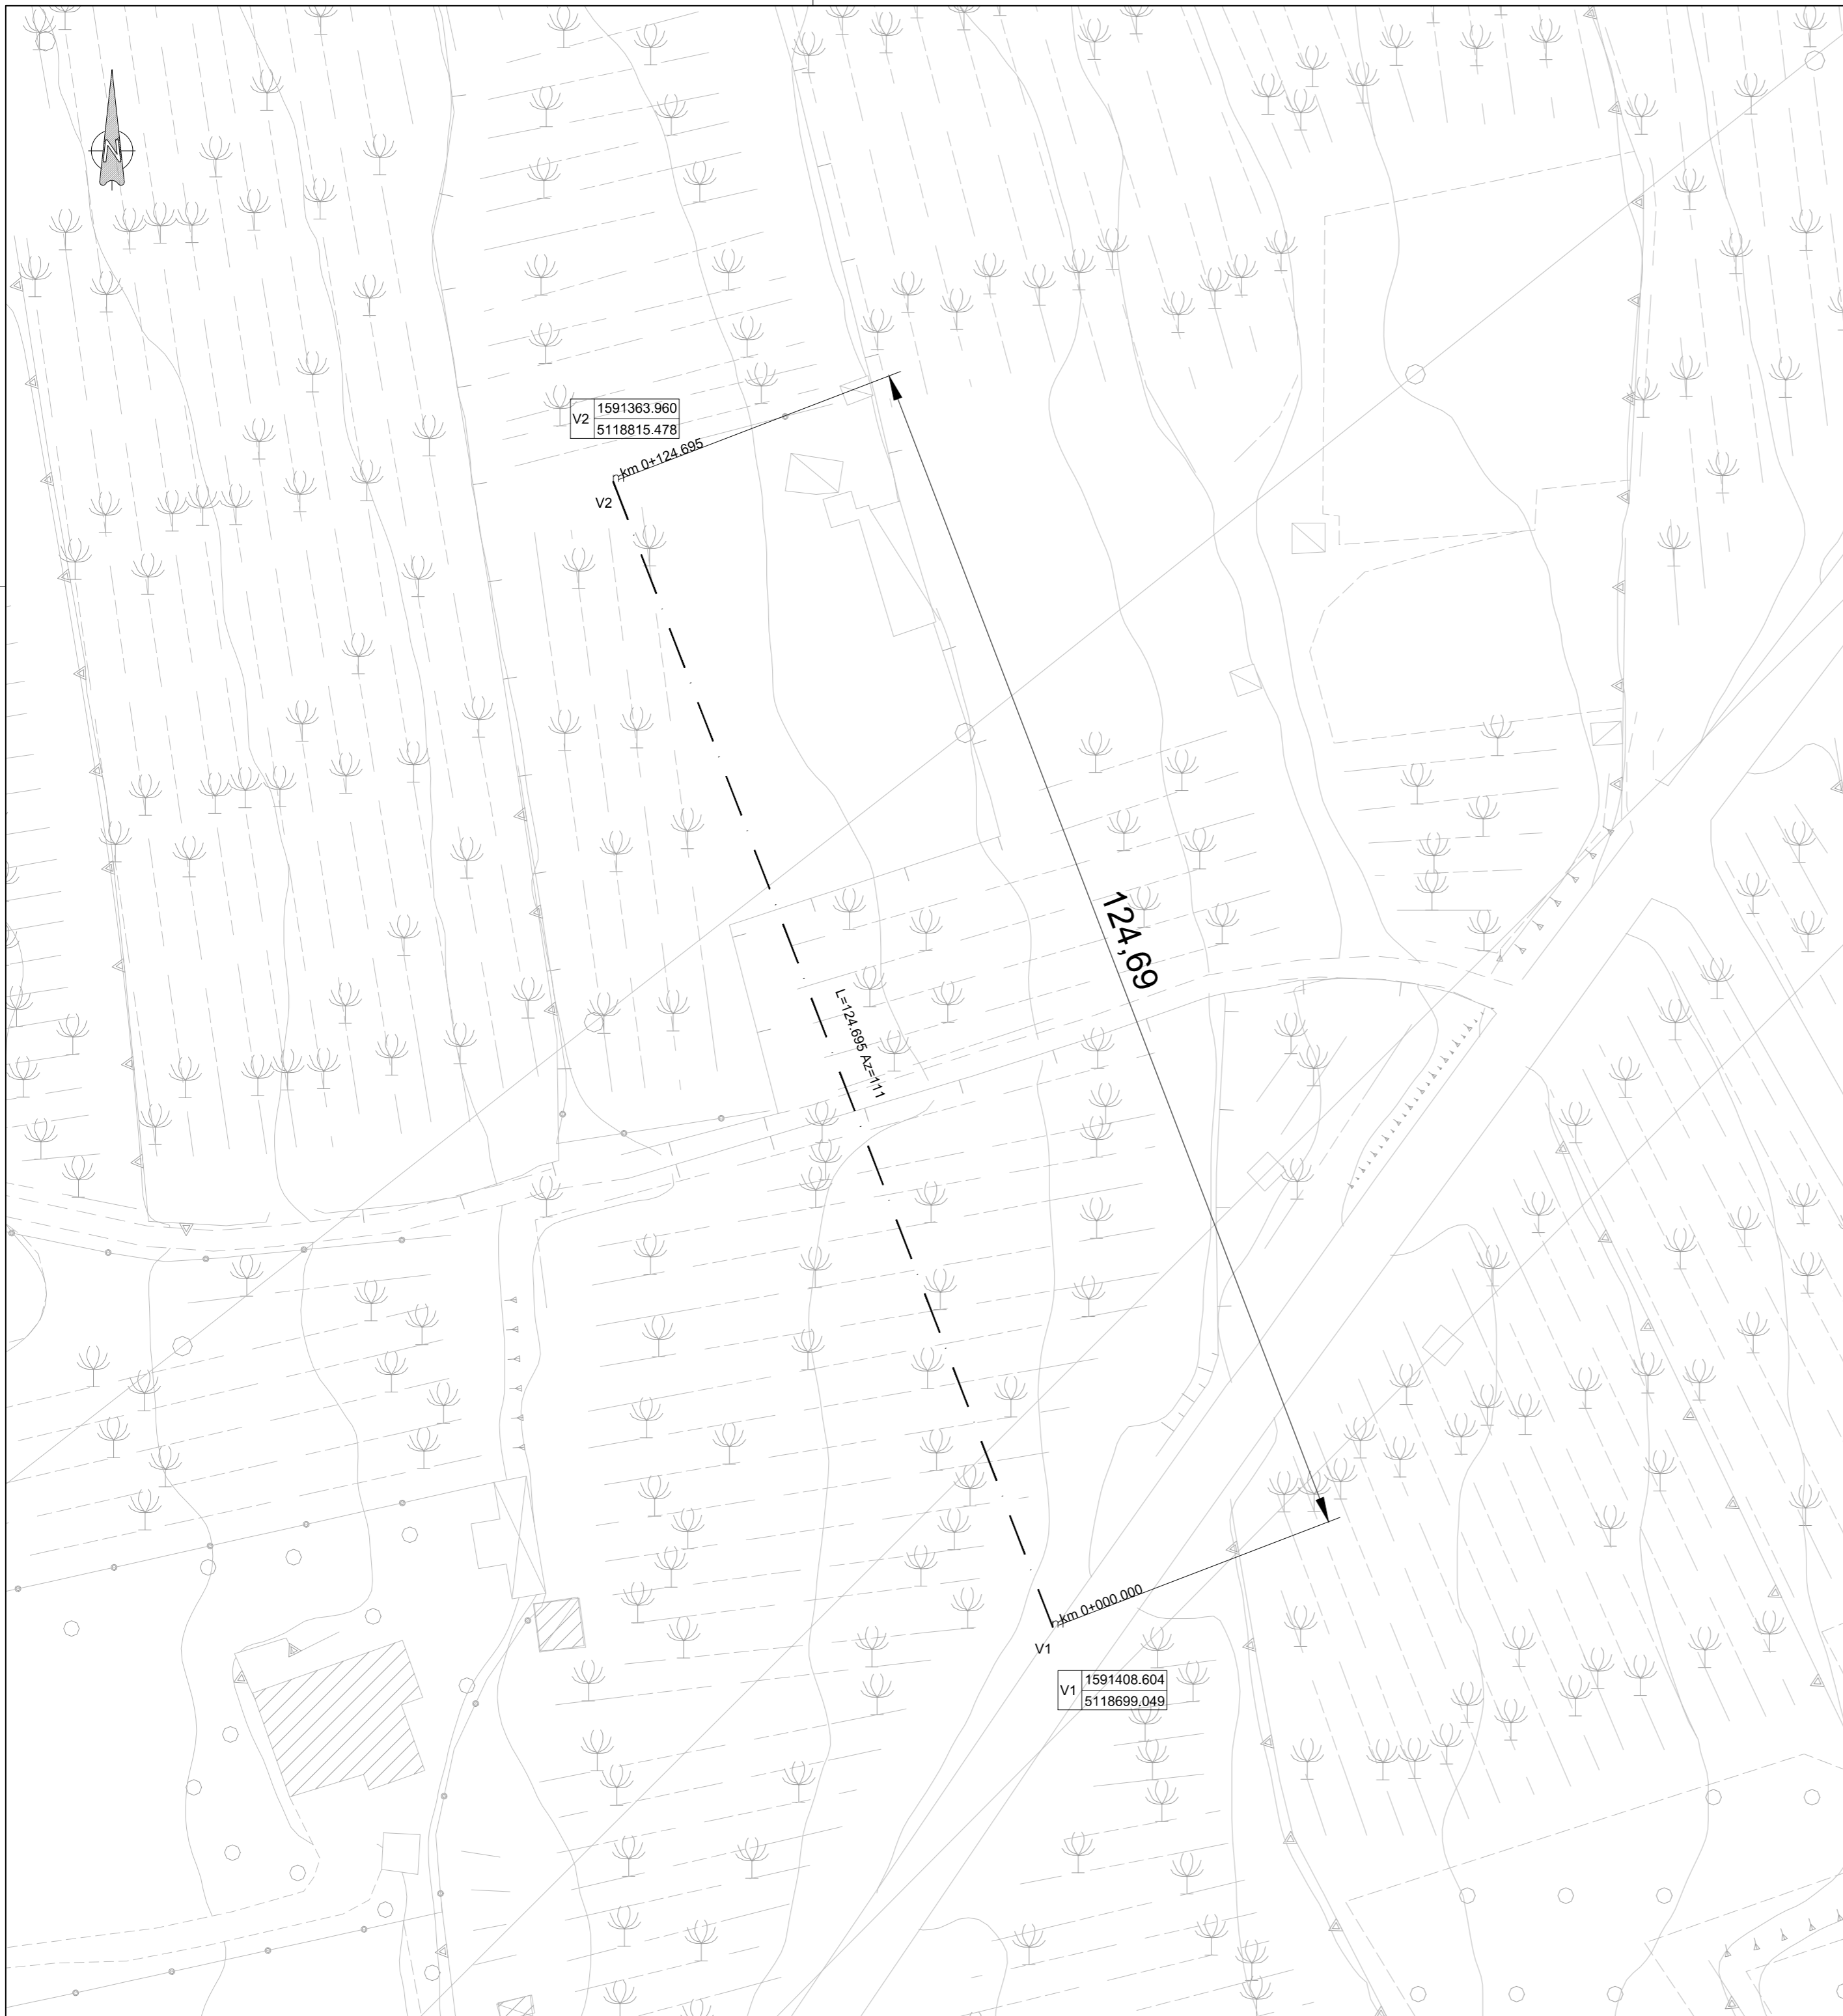 N
V2
1591363.960
5118815.478
km 0+124.695
V2
124,69
L=124.695 Az=111
km 0+000.000
V1
V1
1591408.604
5118699.049